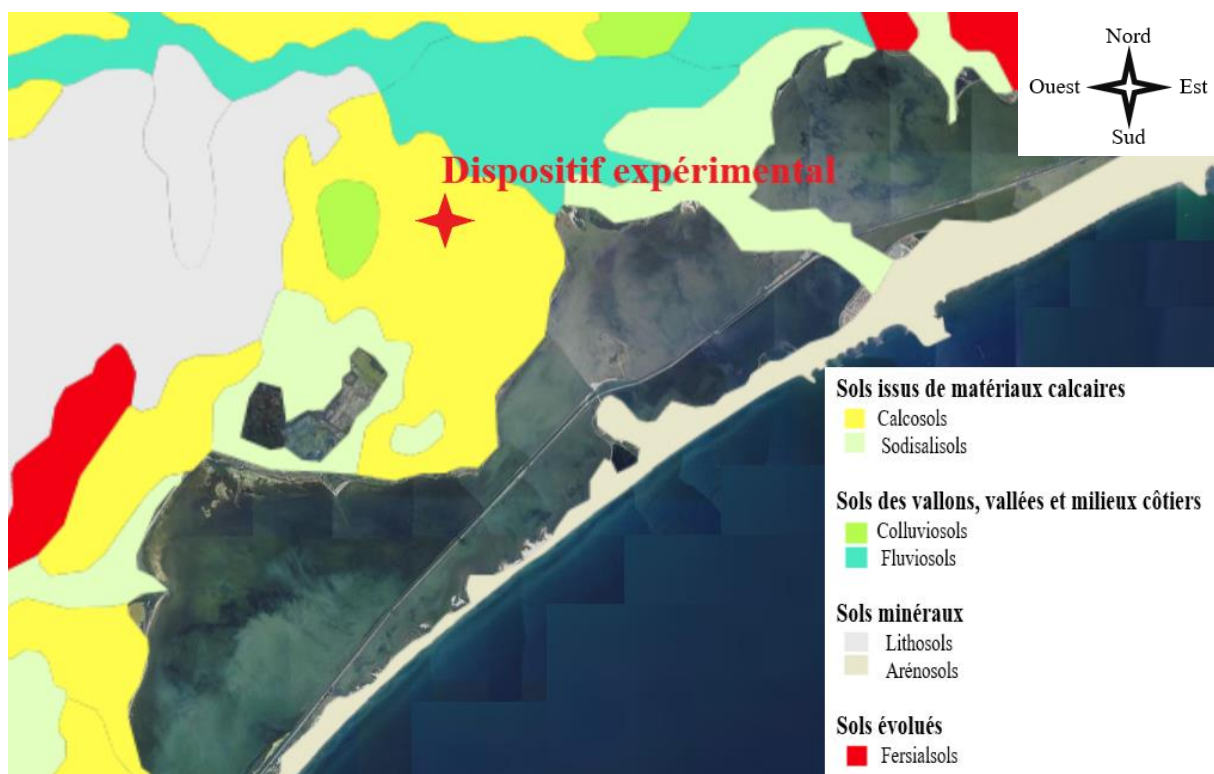 Nord
Ouest
Est
Sud
Dispositif expérimental
Sols issus de matériaux calcaires
Calcosols
Sodisalisols
Sols des vallons, vallées et milieux côtiers
Colluviosols
Fluviosols
Sols minéraux
Lithosols
Arénosols
Sols évolués
Fersialsols